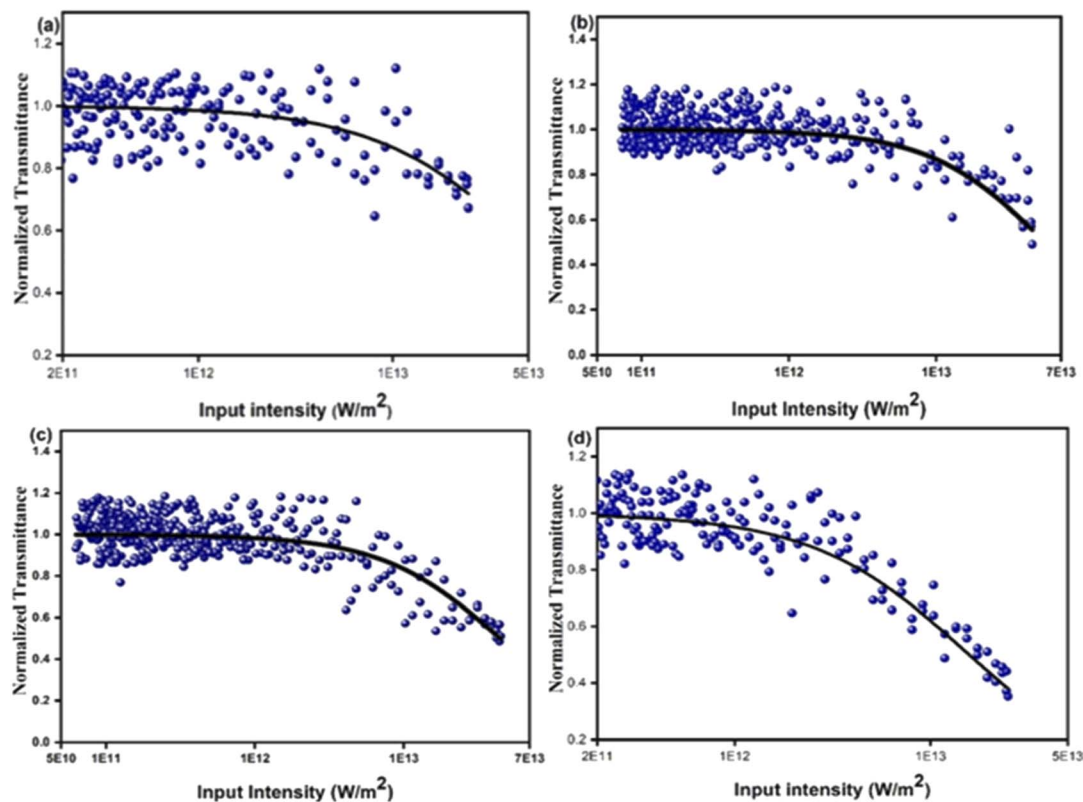 (a)
1.2
1.0
0.8
0.6
0.4
0.2
Normalized Transmittance
2E11 1E12 1E13 5E13
Input intensity (W/m²)
(b)
1.4
1.2
1.0
0.8
0.6
0.4
0.2
0.0
Normalized Transmittance
5E10 1E11 1E12 1E13 7E13
Input Intensity (W/m²)
(c)
1.4
1.2
1.0
0.8
0.6
0.4
0.2
0.0
Normalized Transmittance
5E10 1E11 1E12 1E13 7E13
Input Intensity (W/m²)
(d)
1.2
1.0
0.8
0.6
0.4
0.2
Normalized Transmittance
2E11 1E12 1E13 5E13
Input intensity (W/m²)